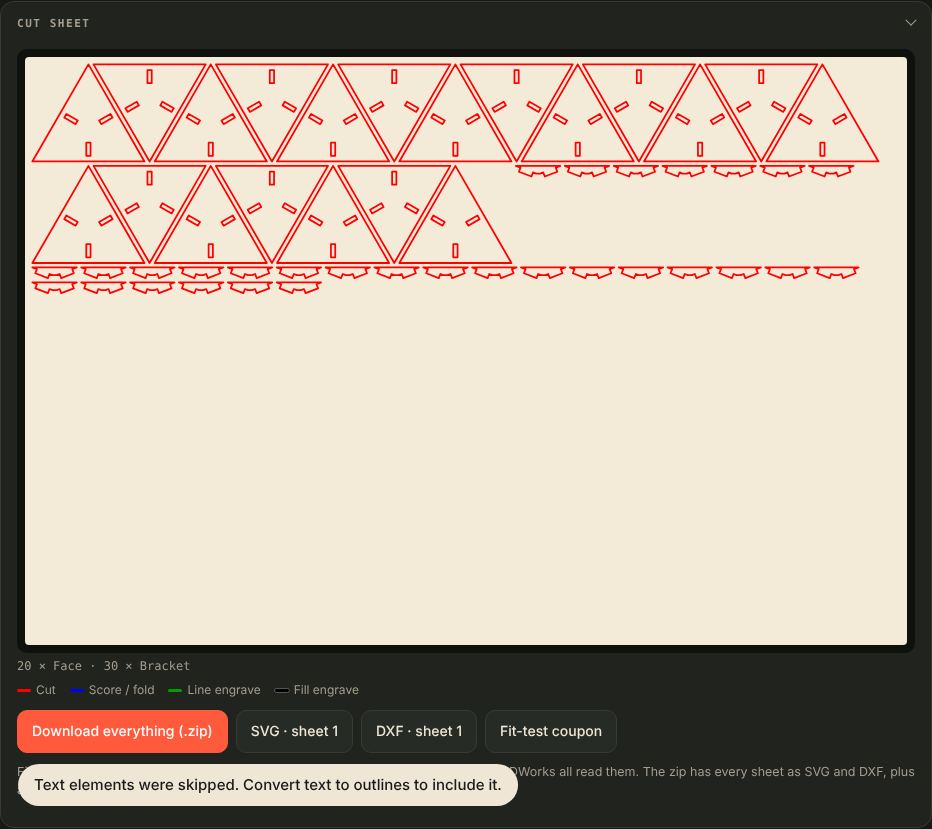 CUT SHEET
20 × Face · 30 × Bracket
Cut Score / fold Line engrave Fill engrave
Download everything (.zip) SVG · sheet 1 DXF · sheet 1 Fit-test coupon
DWorks all read them. The zip has every sheet as SVG and DXF, plus
Text elements were skipped. Convert text to outlines to include it.